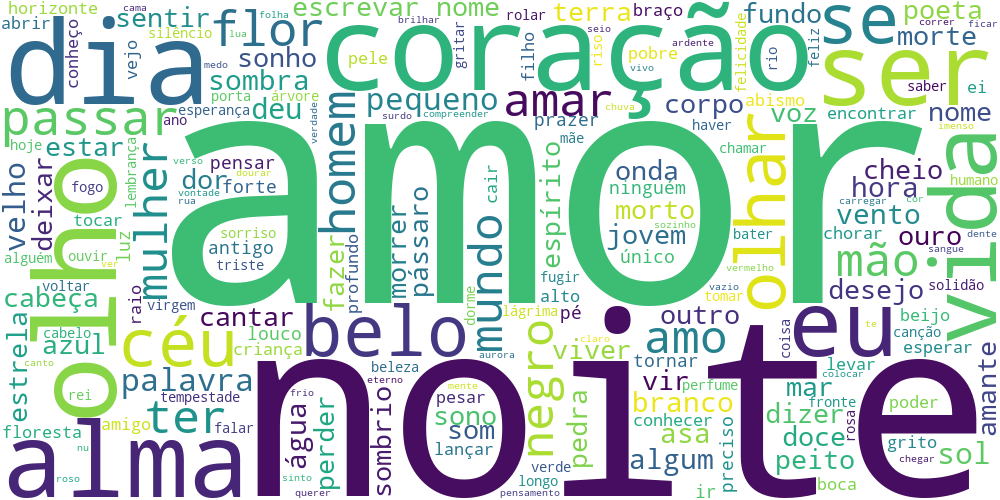 amor
noite
coração
dia
olho
eu
alma
ser
vida
se
belo
céu
olhar
passar
flor
amar
homem
mulher
mundo
negro
mão
ter
amo
sentir
escrever nome
terra
fundo
poeta
morte
horizonte
abrir
cama
folha
silêncio
lua
medo
conheço
vejo
sonho
sombra
pele
brilhar
gritar
rolar
seio
braço
riso
filho
ardente
pobre
vivo
felicidade
rio
feliz
correr
ficar
saber
ei
porta
árvore
esperança
deu
verdade
pequeno
surdo
compreender
prazer
mãe
chuva
corpo
haver
abismo
voz
encontrar
chamar
nome
imenso
ano
hoje
estar
verso
dourar
vontade
rua
pensar
dor
forte
lembrança
fogo
velho
deixar
tocar
luz
alguém
ouvir
ver
voltar
cabeça
sorriso
antigo
triste
fazer
profundo
morrer
pássaro
cair
espírito
onda
ninguém
morto
jovem
único
sozinho
bater
fugir
vermelho
alto
vazio
tomar
pé
lágrima
cheio
hora
humano
carregar
cor
vento
chorar
dente
ouro
sangue
solidão
desejo
raio
virgem
cantar
louco
criança
estrela
azul
cabelo
canto
rei
palavra
tempestade
amigo
falar
floresta
nu
roso
beleza
eterno
frio
água
sinto
querer
perder
sombrio
dorme
aurora
mente
pesar
sono
som
lançar
claro
viver
verde
longo
pensamento
pedra
outro
tornar
vir
branco
perfume
conhecer
asa
algum
ir
preciso
coisa
te
levar
colocar
mar
fronte
dizer
doce
peito
rosa
boca
beijo
canção
esperar
amante
poder
grito
chegar
sol